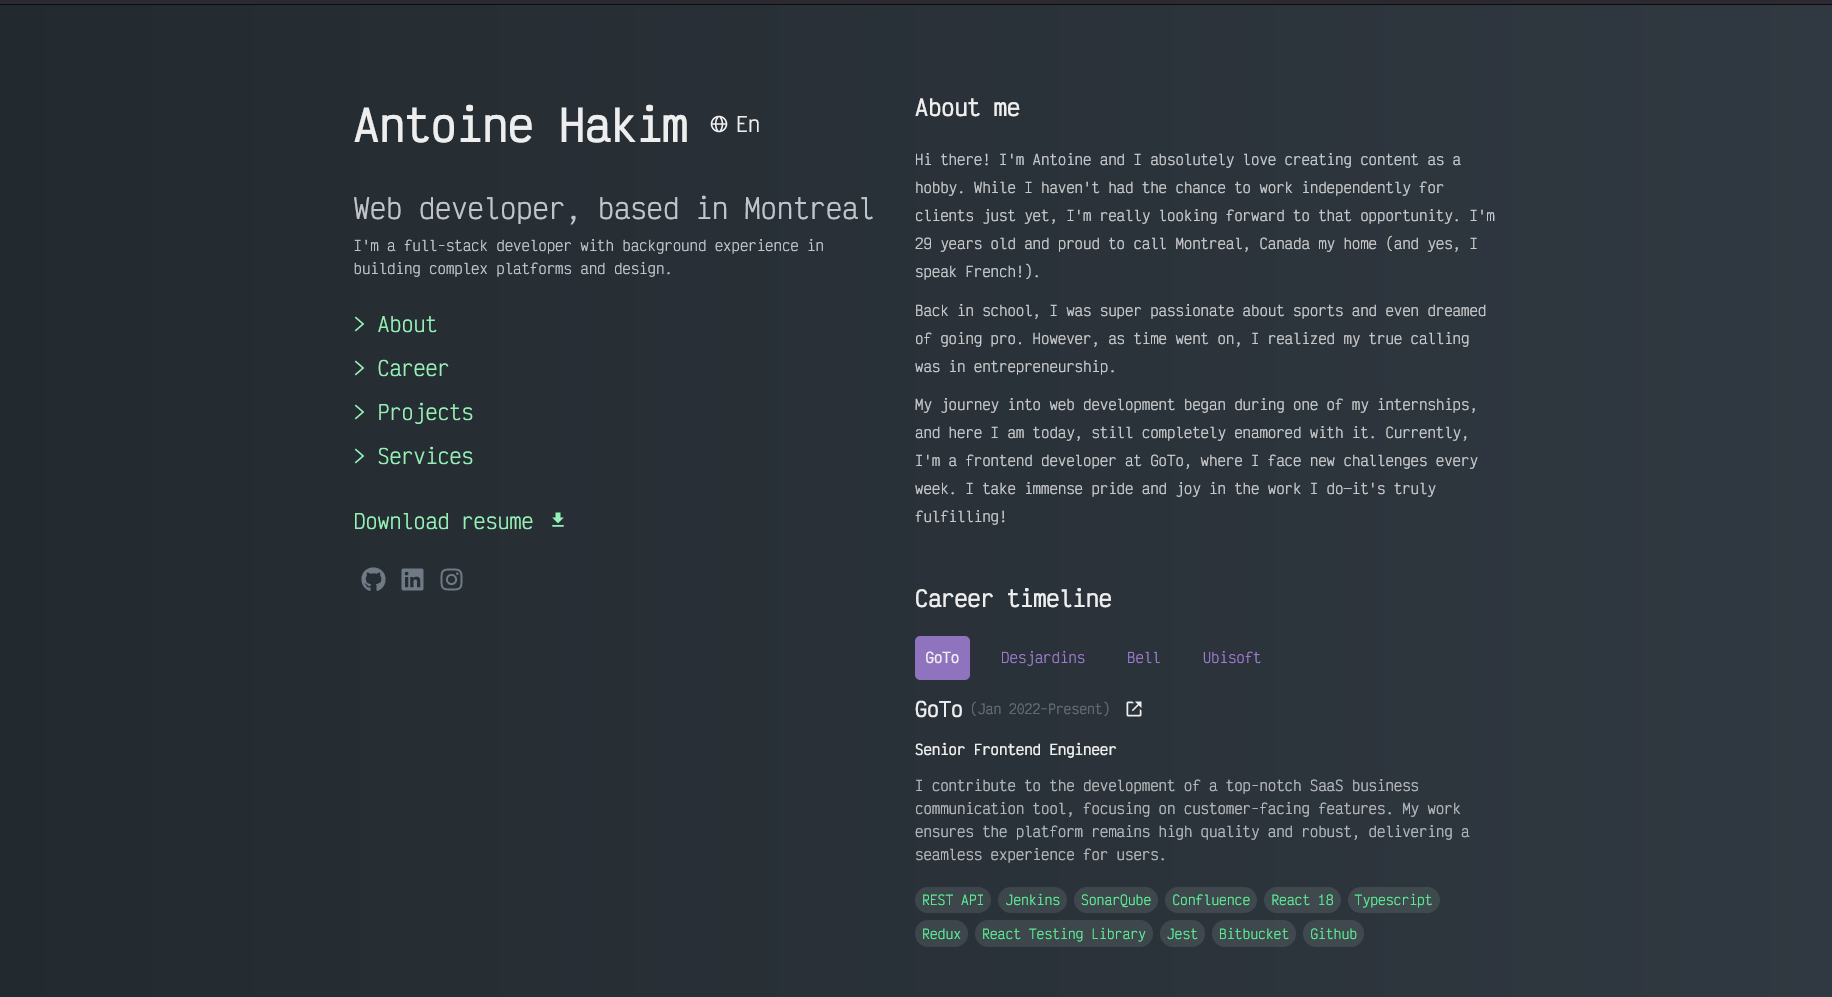 Antoine Hakim En
Web developer, based in Montreal
I'm a full-stack developer with background experience in
building complex platforms and design.
> About
> Career
> Projects
> Services
Download resume
About me
Hi there! I'm Antoine and I absolutely love creating content as a
hobby. While I haven't had the chance to work independently for
clients just yet, I'm really looking forward to that opportunity. I'm
29 years old and proud to call Montreal, Canada my home (and yes, I
speak French!).
Back in school, I was super passionate about sports and even dreamed
of going pro. However, as time went on, I realized my true calling
was in entrepreneurship.
My journey into web development began during one of my internships,
and here I am today, still completely enamored with it. Currently,
I'm a frontend developer at GoTo, where I face new challenges every
week. I take immense pride and joy in the work I do—it's truly
fulfilling!
Career timeline
GoTo Desjardins Bell Ubisoft
GoTo (Jan 2022-Present)
Senior Frontend Engineer
I contribute to the development of a top-notch SaaS business
communication tool, focusing on customer-facing features. My work
ensures the platform remains high quality and robust, delivering a
seamless experience for users.
REST API Jenkins SonarQube Confluence React 18 Typescript
Redux React Testing Library Jest Bitbucket Github